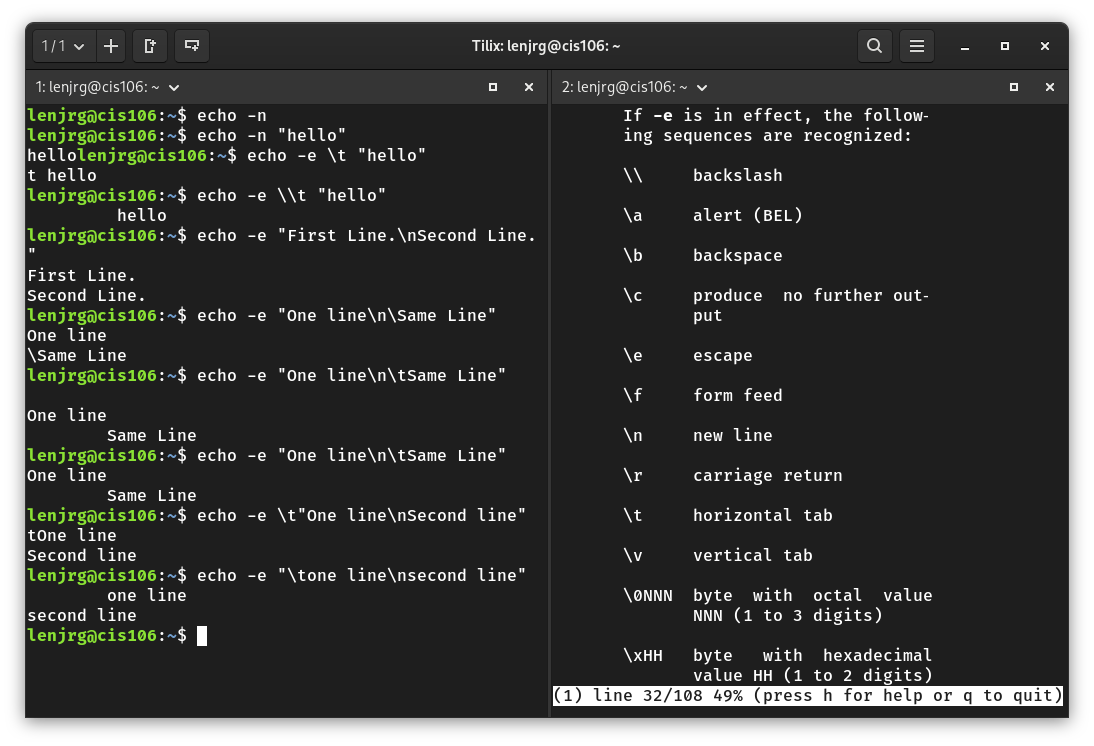 1/1
Tilix: lenjrg@cis106: ~
1: lenjrg@cis106: ~
lenjrg@cis106:~$ echo -n
lenjrg@cis106:~$ echo -n "hello"
hellolenjrg@cis106:~$ echo -e \t "hello"
t hello
lenjrg@cis106:~$ echo -e \\t "hello"
         hello
lenjrg@cis106:~$ echo -e "First Line.\nSecond Line.
"
First Line.
Second Line.
lenjrg@cis106:~$ echo -e "One line\n\Same Line"
One line
\Same Line
lenjrg@cis106:~$ echo -e "One line\n\tSame Line"

One line
        Same Line
lenjrg@cis106:~$ echo -e "One line\n\tSame Line"
One line
        Same Line
lenjrg@cis106:~$ echo -e \t"One line\nSecond line"
tOne line
Second line
lenjrg@cis106:~$ echo -e "\tone line\nsecond line"
        one line
second line
lenjrg@cis106:~$
2: lenjrg@cis106: ~
If -e is in effect, the follow-
ing sequences are recognized:
\\     backslash
\a     alert (BEL)
\b     backspace
\c     produce  no further out-
       put
\e     escape
\f     form feed
\n     new line
\r     carriage return
\t     horizontal tab
\v     vertical tab
\0NNN  byte  with  octal  value
       NNN (1 to 3 digits)
\xHH   byte   with  hexadecimal
       value HH (1 to 2 digits)
(1) line 32/108 49% (press h for help or q to quit)